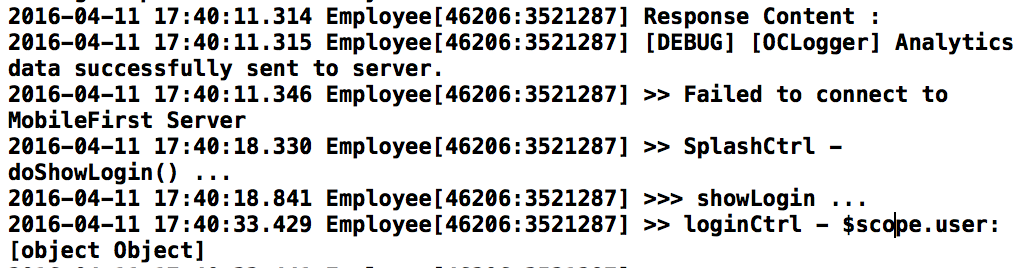 2016-04-11 17:40:11.314 Employee[46206:3521287] Response Content :
2016-04-11 17:40:11.315 Employee[46206:3521287] [DEBUG] [OCLogger] Analytics
data successfully sent to server.
2016-04-11 17:40:11.346 Employee[46206:3521287] >> Failed to connect to
MobileFirst Server
2016-04-11 17:40:18.330 Employee[46206:3521287] >> SplashCtrl –
doShowLogin() ...
2016-04-11 17:40:18.841 Employee[46206:3521287] >>> showLogin ...
2016-04-11 17:40:33.429 Employee[46206:3521287] >> loginCtrl – $scope.user:
[object Object]